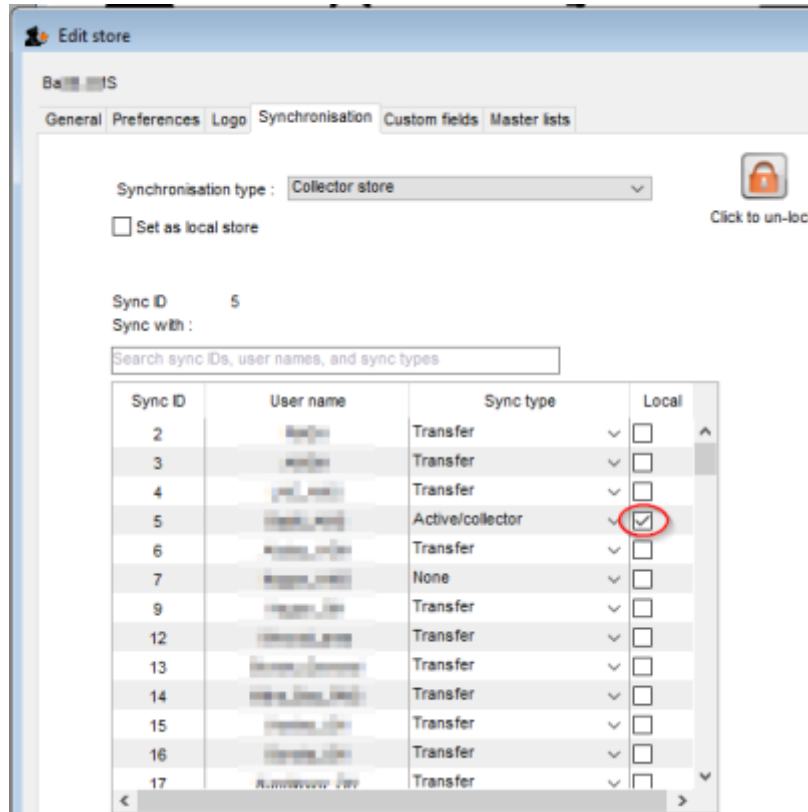 Edit store
General Preferences Logo Synchronisation Custom fields Master lists
Synchronisation type : Collector store
Set as local store
Click to un-loc
Sync ID 5
Sync with :
Search sync IDs, user names, and sync types
Sync ID User name Sync type Local
2 Transfer
3 Transfer
4 Transfer
5 Active/collector
6 Transfer
7 None
9 Transfer
12 Transfer
13 Transfer
14 Transfer
15 Transfer
16 Transfer
17 Transfer